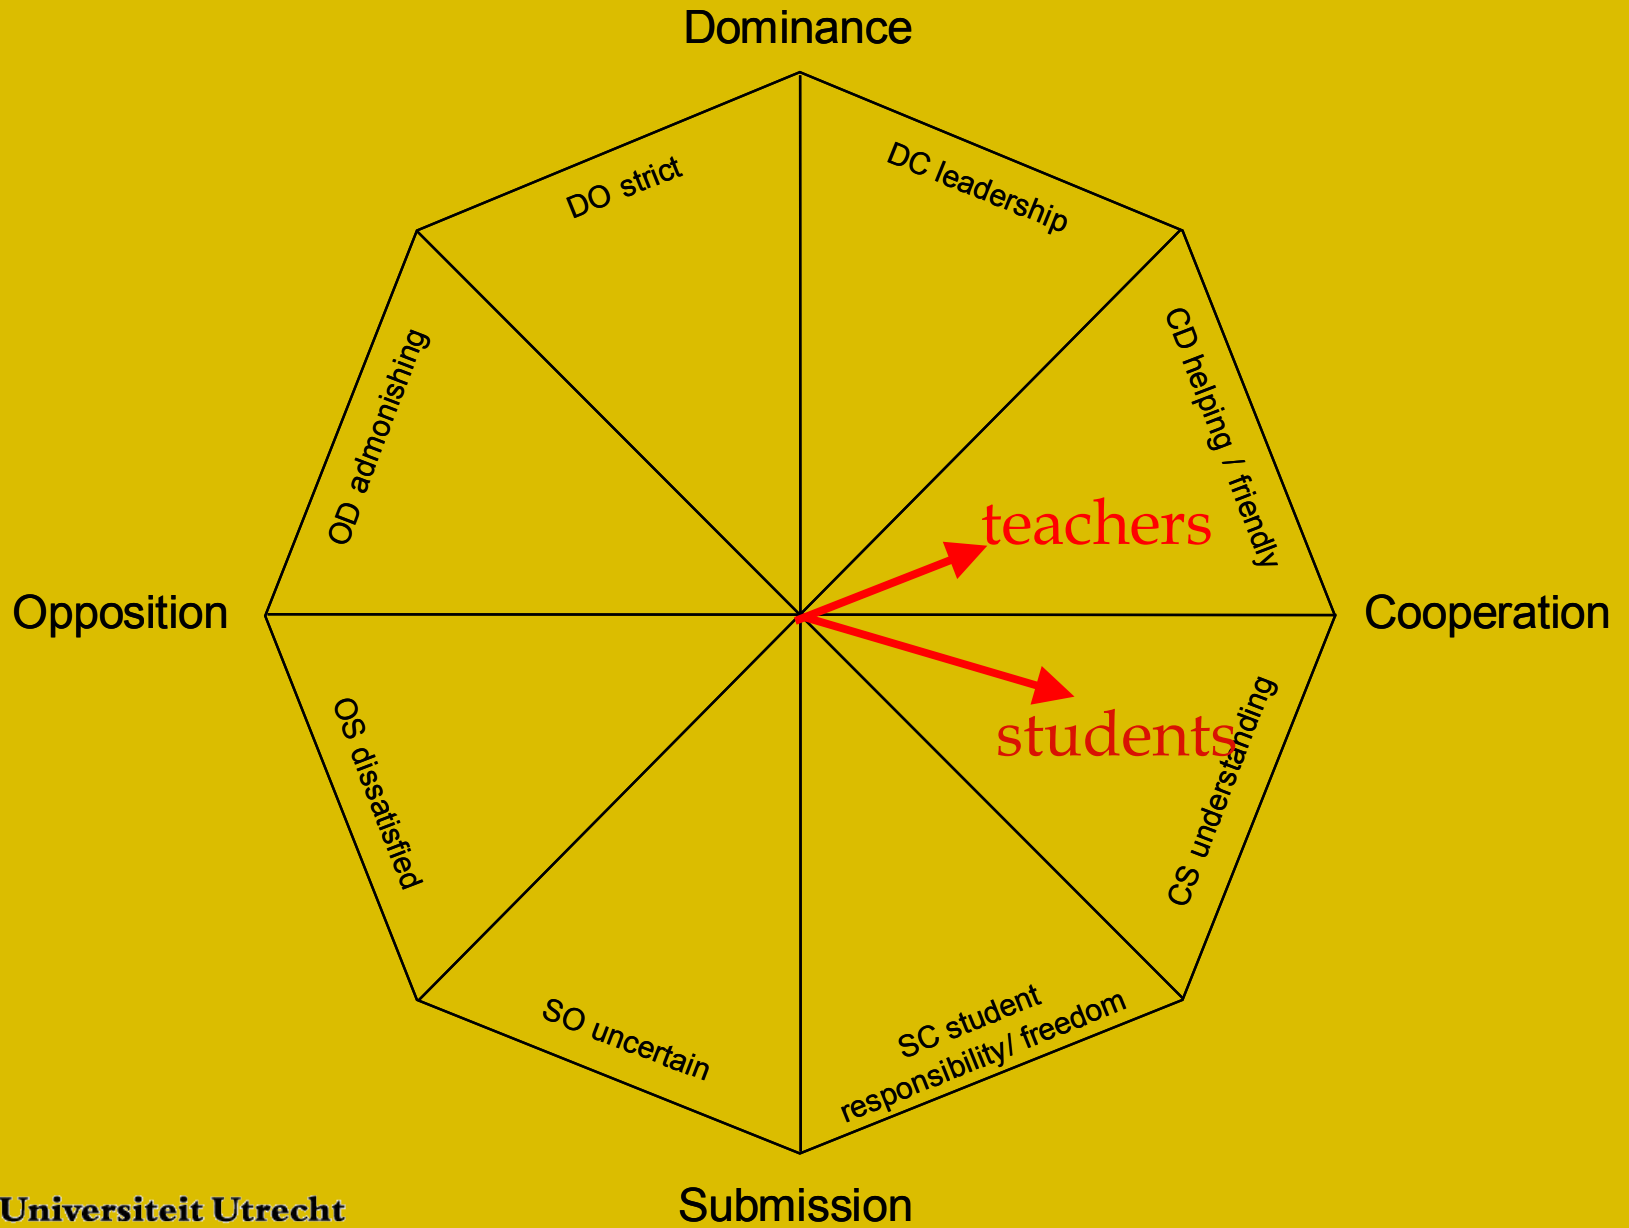 Dominance
DO strict
DC leadership
OD admonishing
CD helping / friendly
teachers
Opposition
Cooperation
students
OS dissatisfied
CS understanding
SO uncertain
SC student
responsibility/ freedom
Submission
Universiteit Utrecht